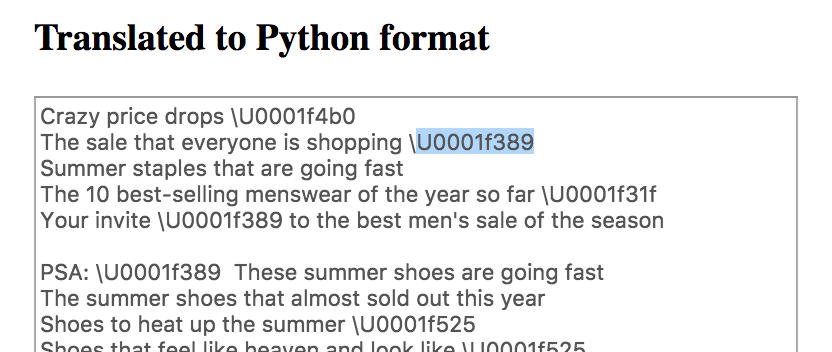 Translated to Python format
Crazy price drops \U0001f4b0
The sale that everyone is shopping \U0001f389
Summer staples that are going fast
The 10 best-selling menswear of the year so far \U0001f31f
Your invite \U0001f389 to the best men's sale of the season
PSA: \U0001f389  These summer shoes are going fast
The summer shoes that almost sold out this year
Shoes to heat up the summer \U0001f525
Shoes that feel like heaven and look like \U0001f525